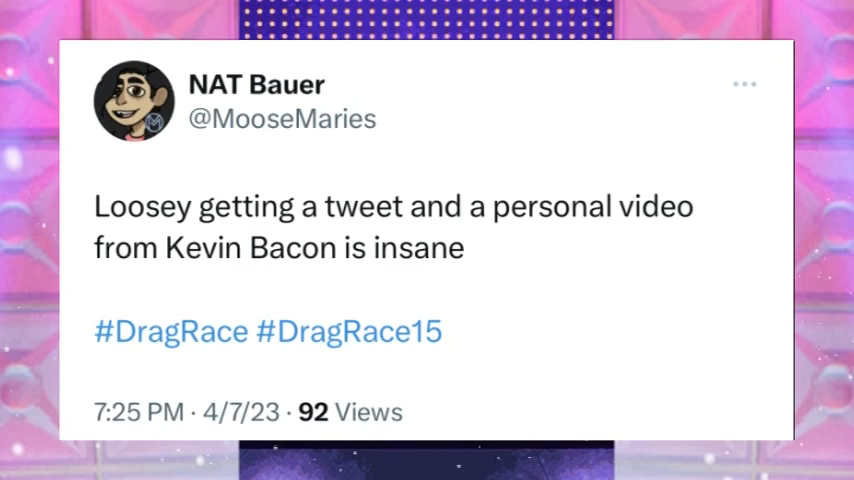 NAT Bauer
@MooseMaries
Loosey getting a tweet and a personal video
from Kevin Bacon is insane
#DragRace #DragRace15
7:25 PM · 4/7/23 · 92 Views